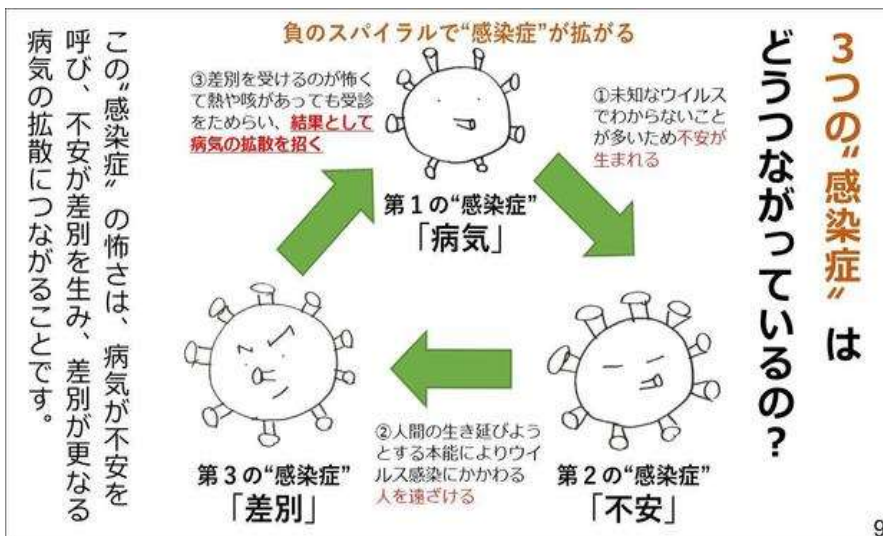 3つの“感染症〟は
どうつながっているの?
負のスパイラルで“感染症”が拡がる
①未知なウイルス
でわからないこと
が多いため不安が
生まれる
第1の“感染症”
「病気」
第2の“感染症”
「不安」
②人間の生き延びよう
とする本能によりウイ
ルス感染にかかわる
人を遠ざける
第3の“感染症”
「差別」
③差別を受けるのが怖く
て熱や咳があっても受診
をためらい、結果として
病気の拡散を招く
この“感染症〟の怖さは、病気が不安を
呼び、不安が差別を生み、差別が更なる
病気の拡散につながることです。
9